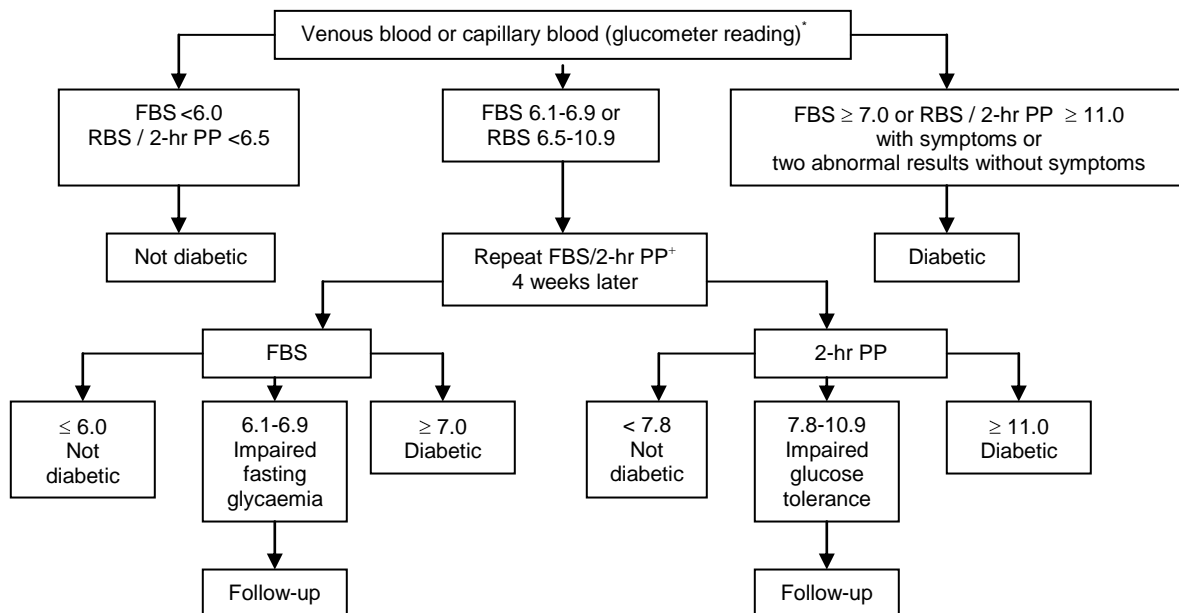 Venous blood or capillary blood (glucometer reading)*
FBS <6.0
RBS / 2-hr PP <6.5
FBS 6.1-6.9 or
RBS 6.5-10.9
FBS ≥ 7.0 or RBS / 2-hr PP ≥ 11.0
with symptoms or
two abnormal results without symptoms
Not diabetic
Repeat FBS/2-hr PP+
4 weeks later
Diabetic
FBS
2-hr PP
≤ 6.0
Not
diabetic
6.1-6.9
Impaired
fasting
glycaemia
≥ 7.0
Diabetic
< 7.8
Not
diabetic
7.8-10.9
Impaired
glucose
tolerance
≥ 11.0
Diabetic
Follow-up
Follow-up